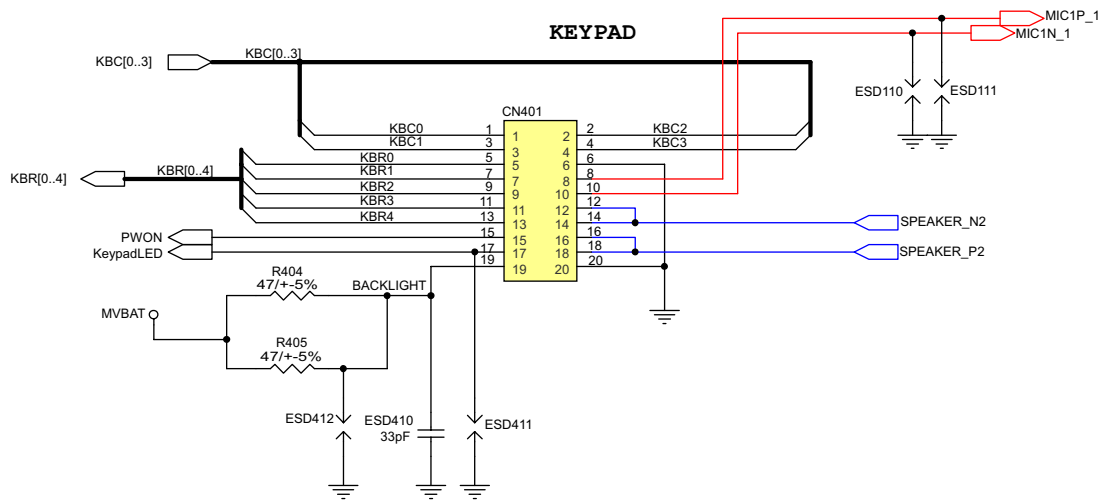 KEYPAD
MIC1P_1
MIC1N_1
KBC[0..3]
KBC[0..3]
ESD110
ESD111
CN401
KBC0 1 1 2 2 KBC2
KBC1 3 3 4 4 KBC3
KBR[0..4]
KBR[0..4]
KBR0 5 5 6 6
KBR1 7 7 8 8
KBR2 9 9 10 10
KBR3 11 11 12 12
KBR4 13 13 14 14 SPEAKER_N2
PWON 15 15 16 16
KeypadLED 17 17 18 18 SPEAKER_P2
19 19 20 20
R404
47/+-5%
BACKLIGHT
MVBAT
R405
47/+-5%
ESD412
ESD410
33pF
ESD411